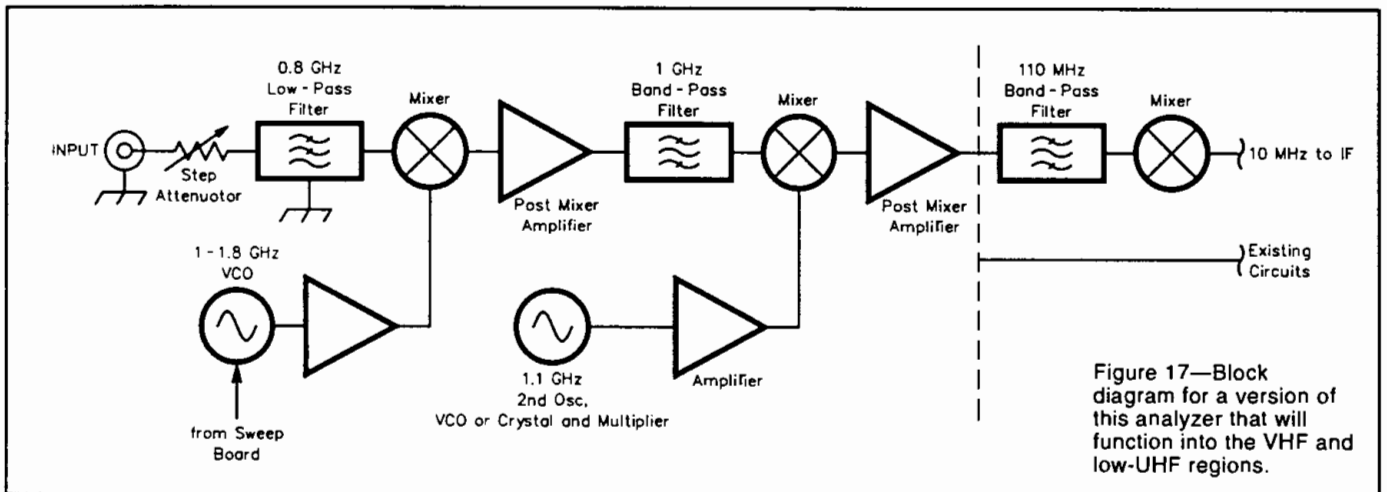 0.8 GHz
Low-Pass
Filter
Mixer
1 GHz
Band-Pass
Filter
Mixer
110 MHz
Band-Pass
Filter
Mixer
INPUT
Step
Attenuator
Post Mixer
Amplifier
Post Mixer
Amplifier
10 MHz to IF
1-1.8 GHz
VCO
Existing
Circuits
from Sweep
Board
1.1 GHz
2nd Osc,
VCO or Crystal and Multiplier
Amplifier
Figure 17—Block
diagram for a version of
this analyzer that will
function into the VHF and
low-UHF regions.